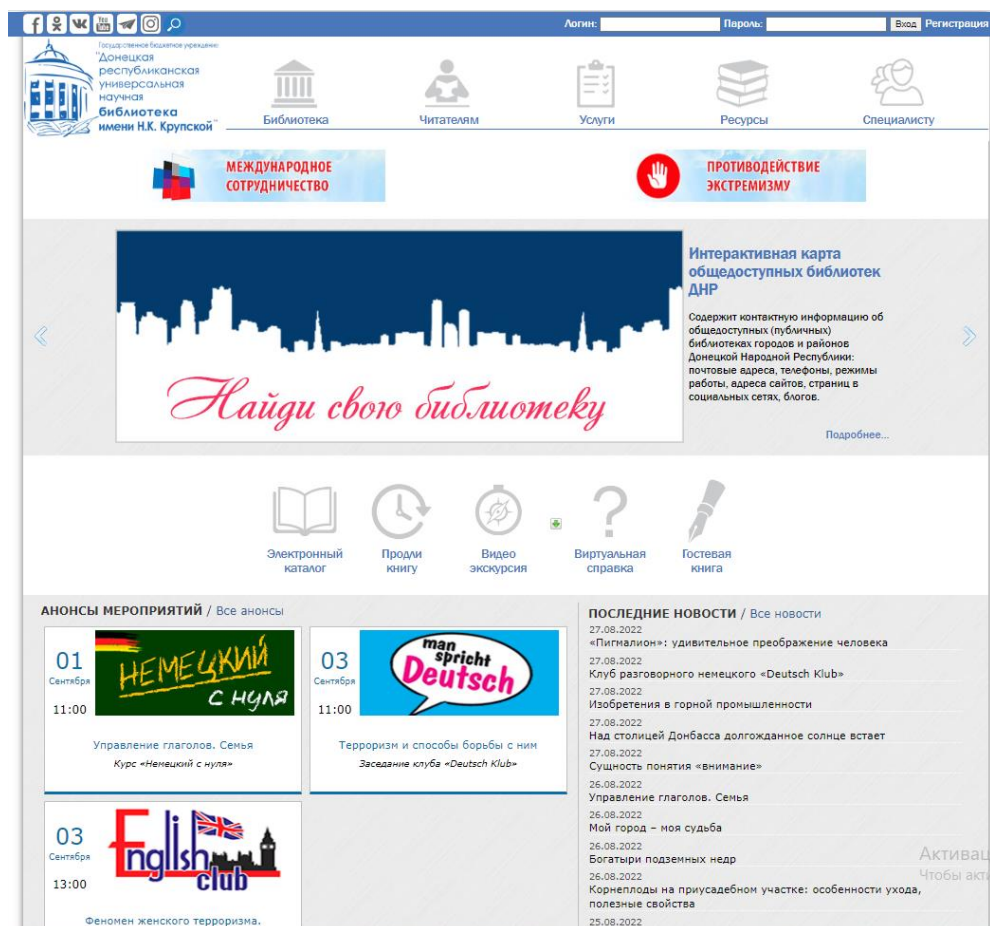 f
You
Tube
Логин:
Пароль:
Вход
Регистрация
Государственное бюджетное учреждение
"Донецкая
республиканская
универсальная
научная
библиотека
имени Н.К. Крупской"
Библиотека
Читателям
Услуги
Ресурсы
Специалисту
МЕЖДУНАРОДНОЕ
СОТРУДНИЧЕСТВО
ПРОТИВОДЕЙСТВИЕ
ЭКСТРЕМИЗМУ
Найди свою библиотеку
Интерактивная карта
общедоступных библиотек
ДНР
Содержит контактную информацию об
общедоступных (публичных)
библиотеках городов и районов
Донецкой Народной Республики:
почтовые адреса, телефоны, режимы
работы, адреса сайтов, страниц в
социальных сетях, блогов.
Подробнее...
Электронный
каталог
Продли
книгу
Видео
экскурсия
?
Виртуальная
справка
Гостевая
книга
АНОНСЫ МЕРОПРИЯТИЙ / Все анонсы
01
Сентября
11:00
НЕМЕЦКИЙ
С НУЛЯ
Управление глаголов. Семья
Курс «Немецкий с нуля»
03
Сентября
11:00
man
spricht
Deutsch
Терроризм и способы борьбы с ним
Заседание клуба «Deutsch Klub»
03
Сентября
13:00
English
club
Феномен женского терроризма.
ПОСЛЕДНИЕ НОВОСТИ / Все новости
27.08.2022
«Пигмалион»: удивительное преображение человека
27.08.2022
Клуб разговорного немецкого «Deutsch Klub»
27.08.2022
Изобретения в горной промышленности
27.08.2022
Над столицей Донбасса долгожданное солнце встает
27.08.2022
Сущность понятия «внимание»
26.08.2022
Управление глаголов. Семья
26.08.2022
Мой город – моя судьба
26.08.2022
Богатыри подземных недр
26.08.2022
Корнеплоды на приусадебном участке: особенности ухода,
полезные свойства
25.08.2022
Активац
Чтобы акти